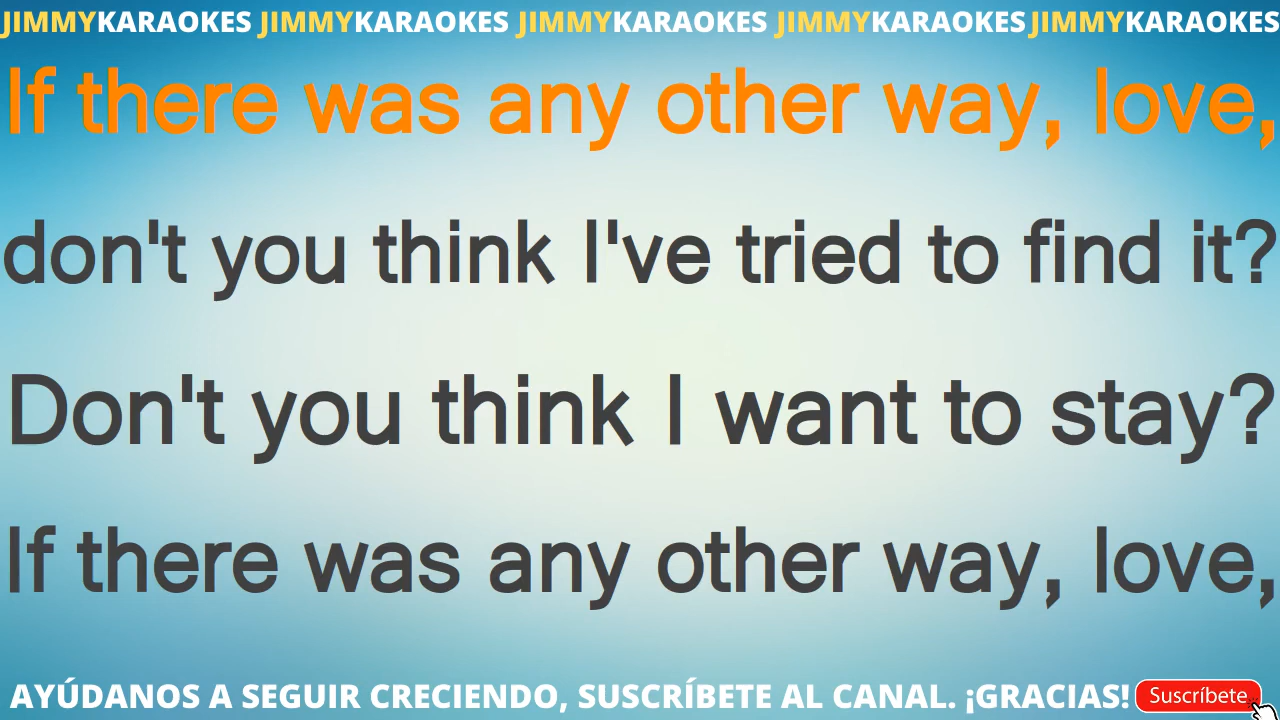 JIMMYKARAOKES JIMMYKARAOKES JIMMYKARAOKES JIMMYKARAOKES JIMMYKARAOKES
If there was any other way, love,
don't you think I've tried to find it?
Don't you think I want to stay?
If there was any other way, love,
AYÚDANOS A SEGUIR CRECIENDO, SUSCRÍBETE AL CANAL. ¡GRACIAS! Suscríbete